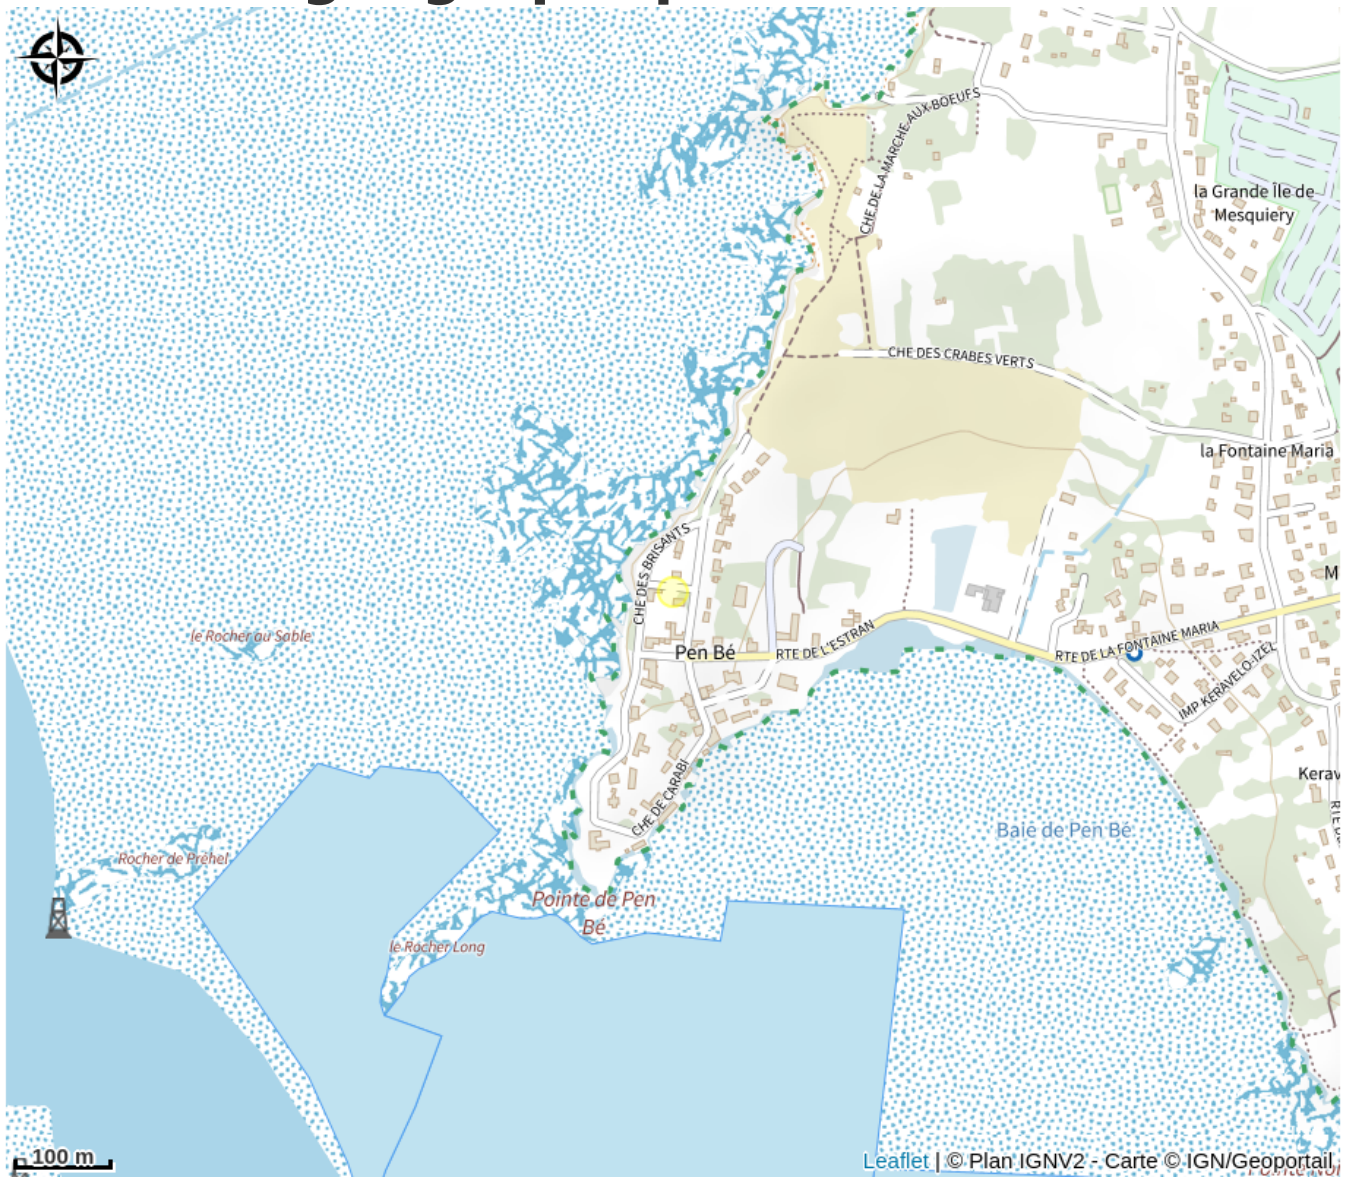 CHE DE LA MARCHE AUX BOEUFS
la Grande Île de
Mesquiery
CHE DES CRABES VERTS
la Fontaine Maria
CHE DES BRISANTS
le Rocher au Sable
Pen Bé
RTE DE L'ESTRAN
RTE DE LA FONTAINE MARIA
IMP KERAVELO-IZEL
M
Kerav
CHE DE CARABI
Baie de Pen Bé
Rocher de Préhel
Pointe de Pen
Bé
le Rocher Long
100 m
Leaflet | © Plan IGNV2 - Carte © IGN/Geoportail